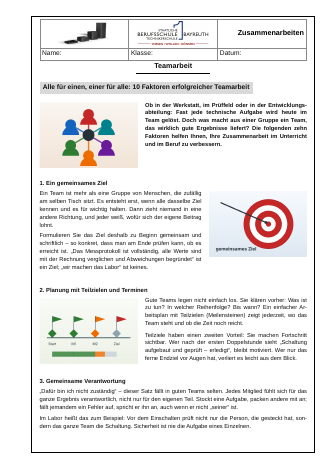 STAATLICHE
BERUFSSCHULE BAYREUTH
Zusammenarbeiten
Name:
Klasse:
Datum:
Teamarbeit
Alle für einen, einer für alle: 10 Faktoren erfolgreicher Teamarbeit
Ob in der Werkstatt, im Prüffeld oder in der Entwicklungs-
abteilung: Fast jede technische Aufgabe wird heute im
Team gelöst. Doch was macht aus einer Gruppe ein Team,
das wirklich gute Ergebnisse liefert? Die folgenden zehn
Faktoren helfen Ihnen, Ihre Zusammenarbeit im Unterricht
und im Beruf zu verbessern.
1. Ein gemeinsames Ziel
Ein Team ist mehr als eine Gruppe von Menschen, die zufällig
am selben Tisch sitzt. Es entsteht erst, wenn alle dasselbe Ziel
kennen und es für wichtig halten. Dann zieht niemand in eine
andere Richtung, und jeder weiß, wofür sich der eigene Beitrag
lohnt.
Formulieren Sie das Ziel deshalb zu Beginn gemeinsam und
schriftlich – so konkret, dass man am Ende prüfen kann, ob es
erreicht ist. „Das Messprotokoll ist vollständig, alle Werte sind
mit der Rechnung verglichen und Abweichungen begründet“ ist
ein Ziel; „wir machen das Labor“ ist keines.
gemeinsames Ziel
2. Planung mit Teilzielen und Terminen
Start
M1
M2
Ziel
Gute Teams legen nicht einfach los. Sie klären vorher: Was ist
zu tun? In welcher Reihenfolge? Bis wann? Ein einfacher Ar-
beitsplan mit Teilzielen (Meilensteinen) zeigt jederzeit, wo das
Team steht und ob die Zeit noch reicht.
Teilziele haben einen zweiten Vorteil: Sie machen Fortschritt
sichtbar. Wer nach der ersten Doppelstunde sieht „Schaltung
aufgebaut und geprüft – erledigt“, bleibt motiviert. Wer nur das
ferne Endziel vor Augen hat, verliert es leicht aus dem Blick.
3. Gemeinsame Verantwortung
„Dafür bin ich nicht zuständig“ – dieser Satz fällt in guten Teams selten. Jedes Mitglied fühlt sich für das
ganze Ergebnis verantwortlich, nicht nur für den eigenen Teil. Stockt eine Aufgabe, packen andere mit an;
fällt jemandem ein Fehler auf, spricht er ihn an, auch wenn er nicht „seiner“ ist.
Im Labor heißt das zum Beispiel: Vor dem Einschalten prüft nicht nur die Person, die gesteckt hat, son-
dern das ganze Team die Schaltung. Sicherheit ist nie die Aufgabe eines Einzelnen.